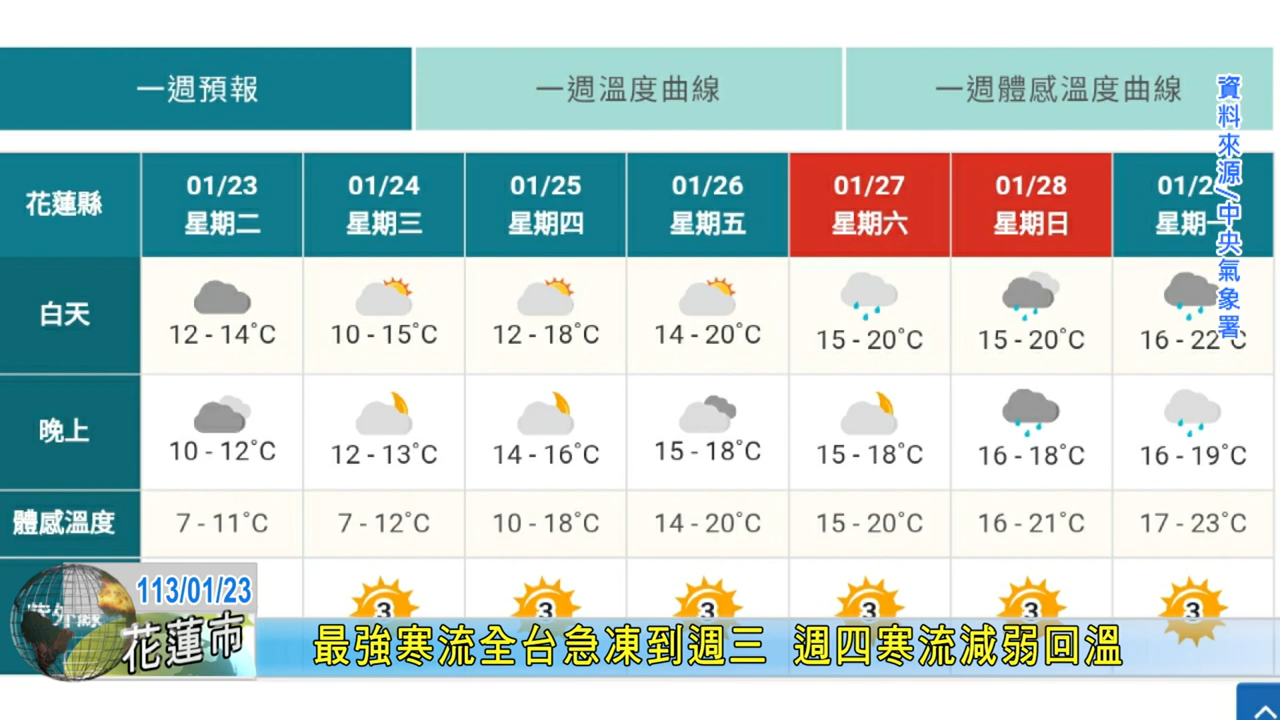 一週預報 一週溫度曲線 一週體感溫度曲線
資料來源/中央氣象署
花蓮縣 01/23 01/24 01/25 01/26 01/27 01/28
星期二 星期三 星期四 星期五 星期六 星期日 星期一
白天 12 - 14°C 10 - 15°C 12 - 18°C 14 - 20°C 15 - 20°C 15 - 20°C 16 - 22°C
晚上 10 - 12°C 12 - 13°C 14 - 16°C 15 - 18°C 15 - 18°C 16 - 18°C 16 - 19°C
體感溫度 7 - 11°C 7 - 12°C 10 - 18°C 14 - 20°C 15 - 20°C 16 - 21°C 17 - 23°C
3 3 3 3 3 3
113/01/23
花蓮市
最強寒流全台急凍到週三 週四寒流減弱回溫